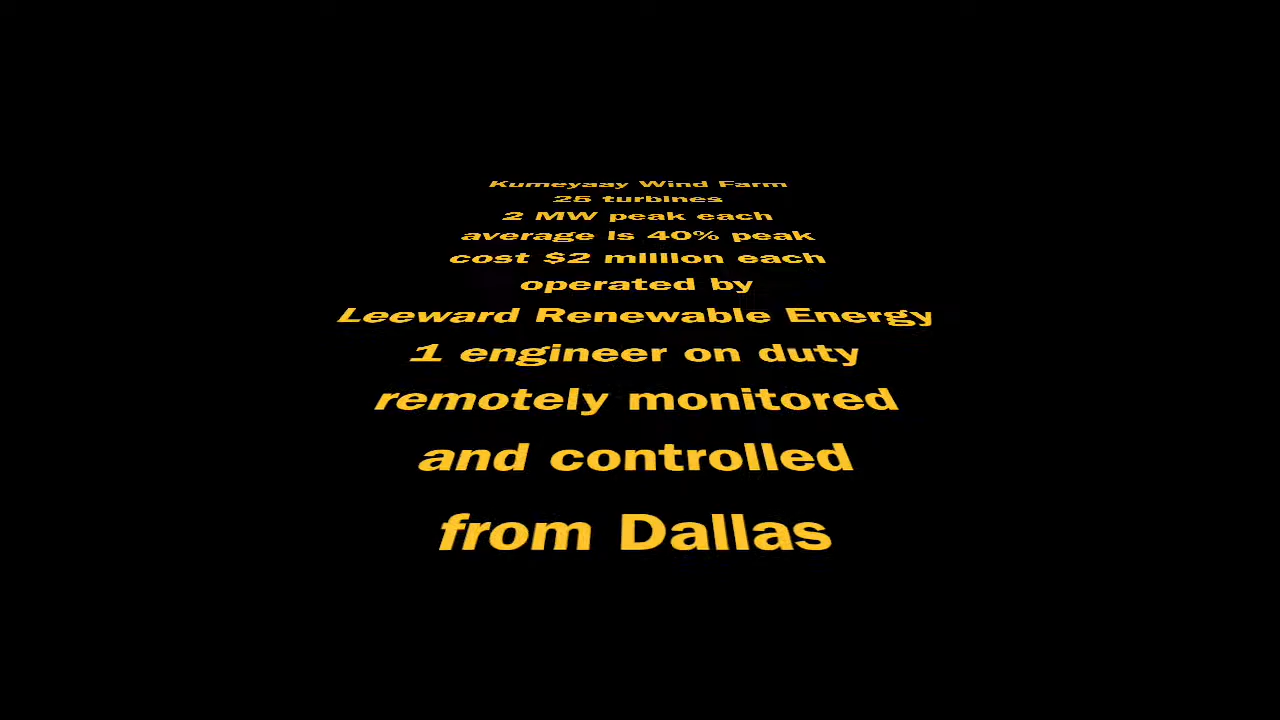 Kumeyaay Wind Farm
25 turbines
2 MW peak each
average is 40% peak
cost $2 million each
operated by
Leeward Renewable Energy
1 engineer on duty
remotely monitored
and controlled
from Dallas